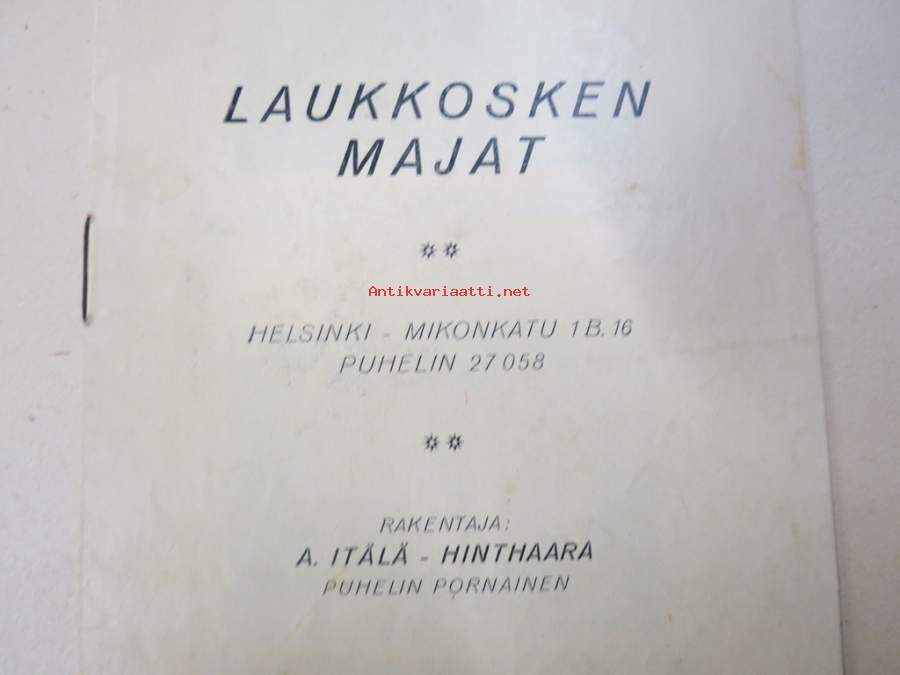 LAUKKOSKEN
MAJAT
Antikvariaatti.net
HELSINKI - MIKONKATU 1 B. 16
PUHELIN 27 058
RAKENTAJA:
A. ITÄLÄ - HINTHAARA
PUHELIN PORNAINEN